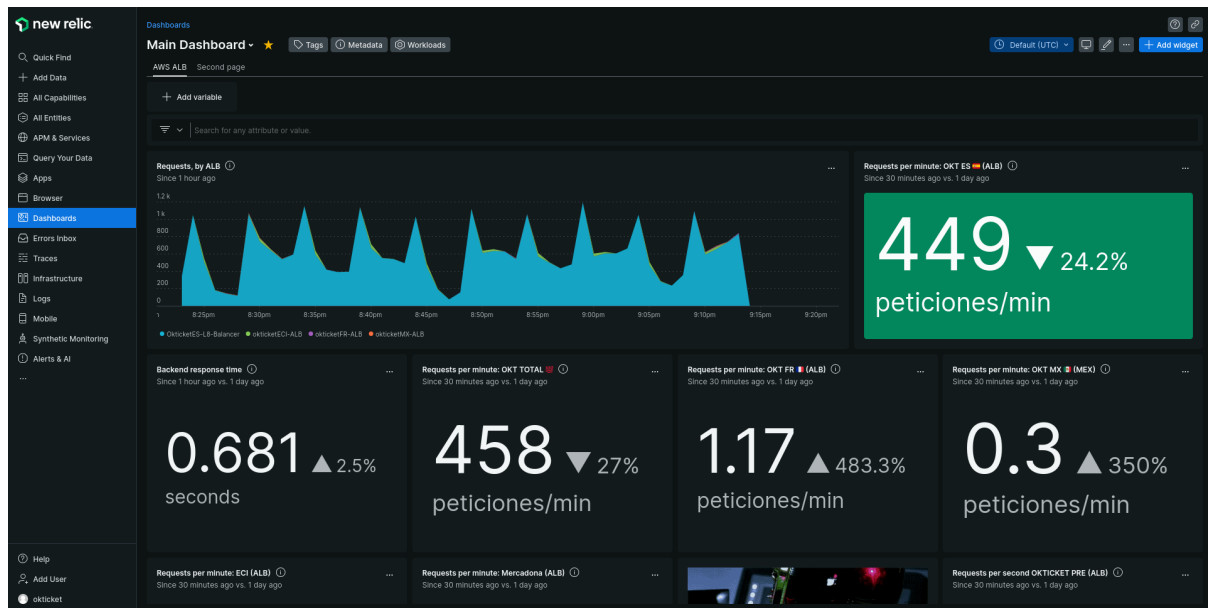 new relic
Quick Find
Add Data
All Capabilities
All Entities
APM & Services
Query Your Data
Apps
Browser
Dashboards
Errors Inbox
Traces
Infrastructure
Logs
Mobile
Synthetic Monitoring
Alerts & AI
...
Help
Add User
okticket
Dashboards
Main Dashboard
Tags
Metadata
Workloads
Default (UTC)
...
Add widget
AWS ALB
Second page
Add variable
Search for any attribute or value.
Requests, by ALB
...
Since 1 hour ago
1.2 k
1 k
800
600
400
200
0
8:25pm
8:30pm
8:35pm
8:40pm
8:45pm
8:50pm
8:55pm
9:00pm
9:05pm
9:10pm
9:15pm
9:20pm
OkticketES-LB-Balancer
okticketECI-ALB
okticketFR-ALB
okticketMX-ALB
Requests per minute: OKT ES 🇪🇸 (ALB)
...
Since 30 minutes ago vs. 1 day ago
449 ▼ 24.2%
peticiones/min
Backend response time
...
Since 1 hour ago vs. 1 day ago
0.681 ▲ 2.5%
seconds
Requests per minute: OKT TOTAL 💯
...
Since 30 minutes ago vs. 1 day ago
458 ▼ 27%
peticiones/min
Requests per minute: OKT FR 🇫🇷 (ALB)
...
Since 30 minutes ago vs. 1 day ago
1.17 ▲ 483.3%
peticiones/min
Requests per minute: OKT MX 🇲🇽 (MEX)
...
Since 30 minutes ago vs. 1 day ago
0.3 ▲ 350%
peticiones/min
Requests per minute: ECI (ALB)
...
Since 30 minutes ago vs. 1 day ago
Requests per minute: Mercadona (ALB)
...
Since 30 minutes ago vs. 1 day ago
Requests per second OKTICKET PRE (ALB)
...
Since 30 minutes ago vs. 1 day ago